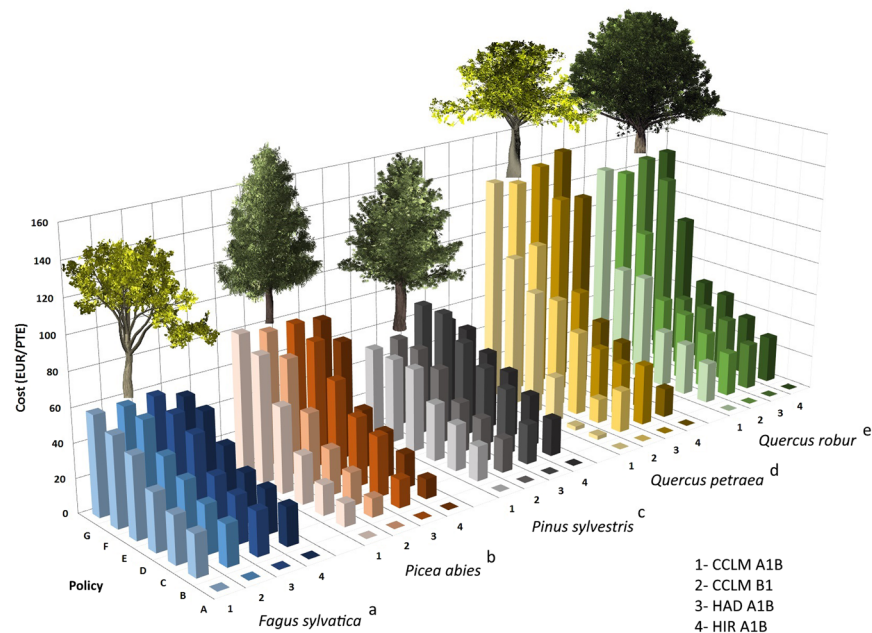 160
140
120
100
80
60
40
20
0
Cost (EUR/PTE)
G
F
E
D
C
B
A
Policy
1 2 3 4
Fagus sylvatica a
1 2 3 4
Picea abies b
1 2 3 4
Pinus sylvestris c
1 2 3 4
Quercus petraea d
1 2 3 4
Quercus robur e
1- CCLM A1B
2- CCLM B1
3- HAD A1B
4- HIR A1B